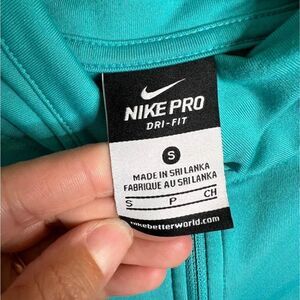 NIKE PRO
DRI-FIT
S
MADE IN SRI LANKA
FABRIQUE AU SRI LANKA
S P CH
nikebetterworld.com